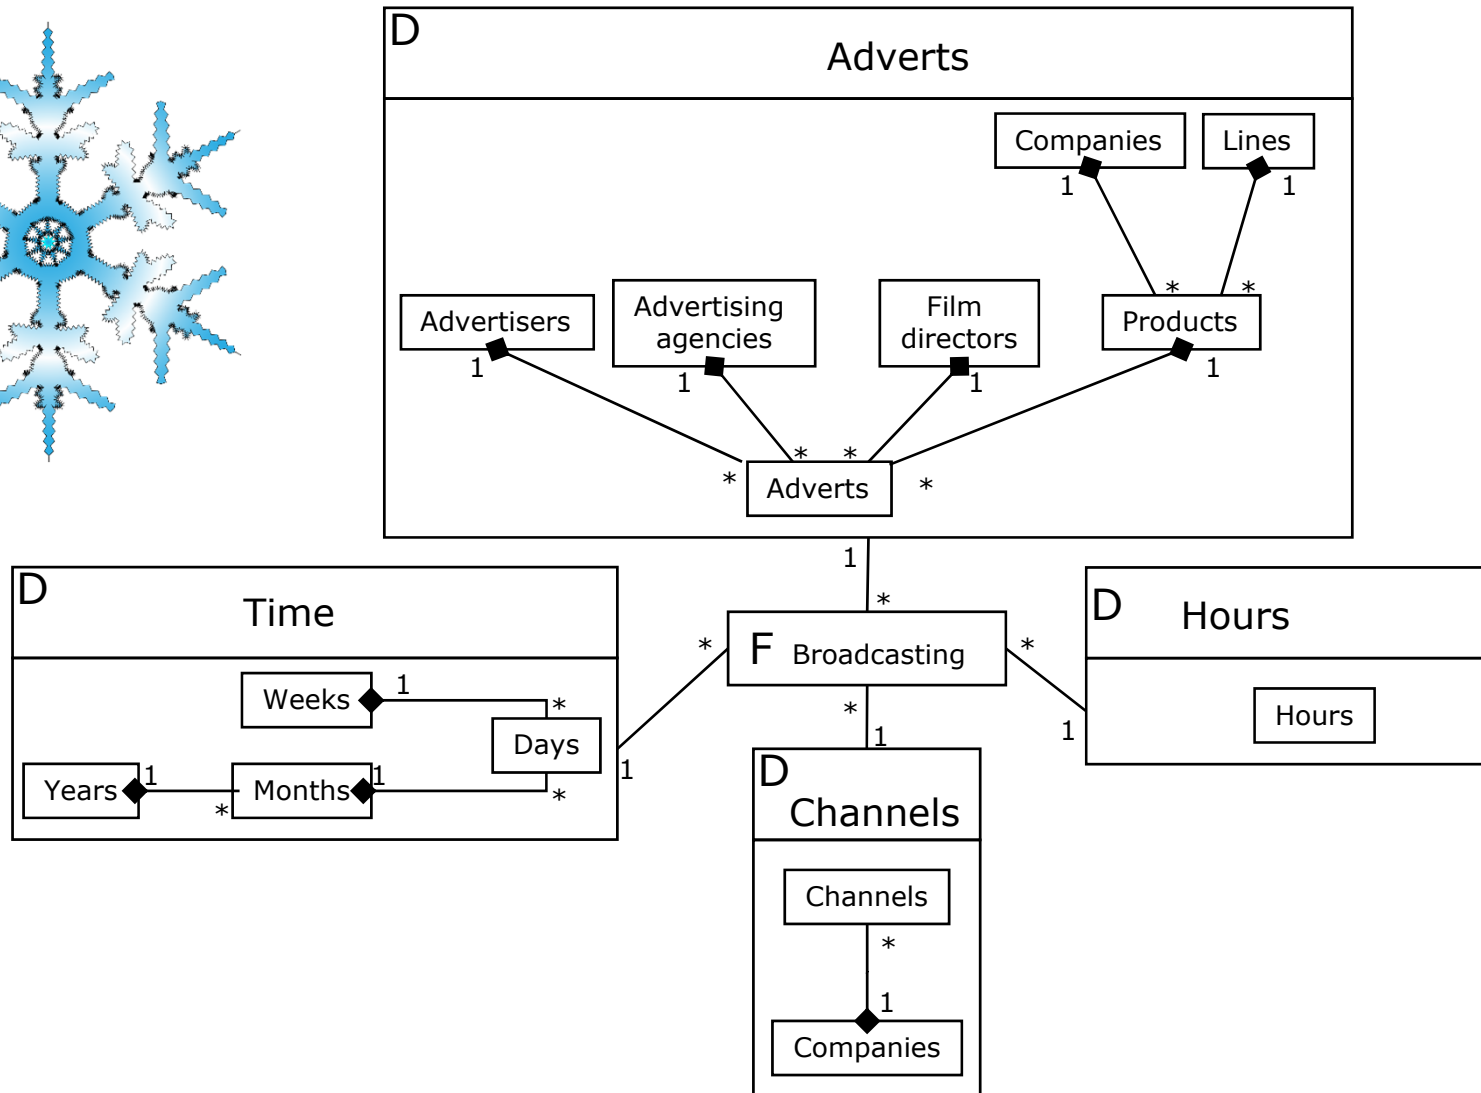 D
Adverts
Companies
Lines
1
1
*
*
Advertisers
Advertising
agencies
Film
directors
Products
1
1
1
1
*
*
*
*
Adverts
1
*
D
Time
D
Hours
*
F Broadcasting
*
Weeks
1
*
Days
1
Years
1
*
Months
1
*
*
1
1
Hours
D
Channels
Channels
*
1
Companies